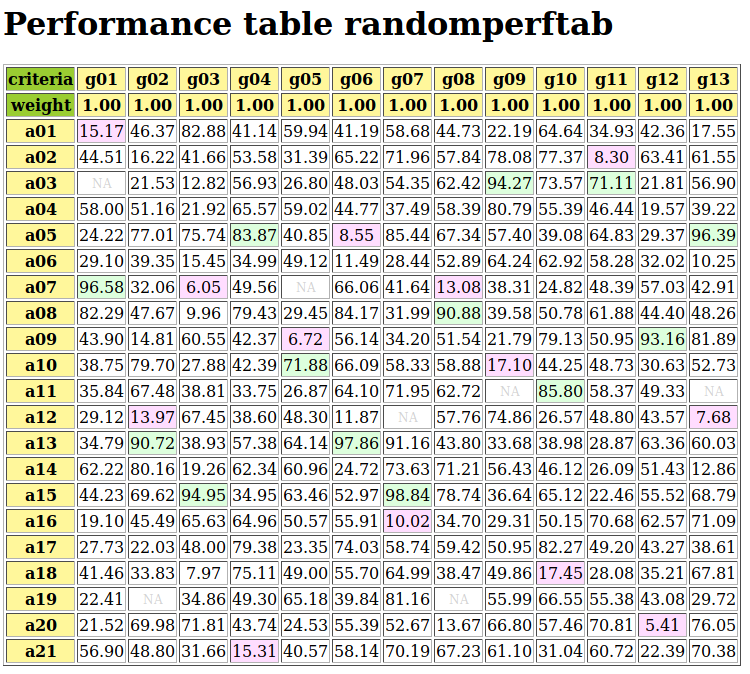 Performance table randomperftab
criteria g01 g02 g03 g04 g05 g06 g07 g08 g09 g10 g11 g12 g13
weight 1.00 1.00 1.00 1.00 1.00 1.00 1.00 1.00 1.00 1.00 1.00 1.00 1.00
a01 15.17 46.37 82.88 41.14 59.94 41.19 58.68 44.73 22.19 64.64 34.93 42.36 17.55
a02 44.51 16.22 41.66 53.58 31.39 65.22 71.96 57.84 78.08 77.37 8.30 63.41 61.55
a03 NA 21.53 12.82 56.93 26.80 48.03 54.35 62.42 94.27 73.57 71.11 21.81 56.90
a04 58.00 51.16 21.92 65.57 59.02 44.77 37.49 58.39 80.79 55.39 46.44 19.57 39.22
a05 24.22 77.01 75.74 83.87 40.85 8.55 85.44 67.34 57.40 39.08 64.83 29.37 96.39
a06 29.10 39.35 15.45 34.99 49.12 11.49 28.44 52.89 64.24 62.92 58.28 32.02 10.25
a07 96.58 32.06 6.05 49.56 NA 66.06 41.64 13.08 38.31 24.82 48.39 57.03 42.91
a08 82.29 47.67 9.96 79.43 29.45 84.17 31.99 90.88 39.58 50.78 61.88 44.40 48.26
a09 43.90 14.81 60.55 42.37 6.72 56.14 34.20 51.54 21.79 79.13 50.95 93.16 81.89
a10 38.75 79.70 27.88 42.39 71.88 66.09 58.33 58.88 17.10 44.25 48.73 30.63 52.73
a11 35.84 67.48 38.81 33.75 26.87 64.10 71.95 62.72 NA 85.80 58.37 49.33 NA
a12 29.12 13.97 67.45 38.60 48.30 11.87 NA 57.76 74.86 26.57 48.80 43.57 7.68
a13 34.79 90.72 38.93 57.38 64.14 97.86 91.16 43.80 33.68 38.98 28.87 63.36 60.03
a14 62.22 80.16 19.26 62.34 60.96 24.72 73.63 71.21 56.43 46.12 26.09 51.43 12.86
a15 44.23 69.62 94.95 34.95 63.46 52.97 98.84 78.74 36.64 65.12 22.46 55.52 68.79
a16 19.10 45.49 65.63 64.96 50.57 55.91 10.02 34.70 29.31 50.15 70.68 62.57 71.09
a17 27.73 22.03 48.00 79.38 23.35 74.03 58.74 59.42 50.95 82.27 49.20 43.27 38.61
a18 41.46 33.83 7.97 75.11 49.00 55.70 64.99 38.47 49.86 17.45 28.08 35.21 67.81
a19 22.41 NA 34.86 49.30 65.18 39.84 81.16 NA 55.99 66.55 55.38 43.08 29.72
a20 21.52 69.98 71.81 43.74 24.53 55.39 52.67 13.67 66.80 57.46 70.81 5.41 76.05
a21 56.90 48.80 31.66 15.31 40.57 58.14 70.19 67.23 61.10 31.04 60.72 22.39 70.38